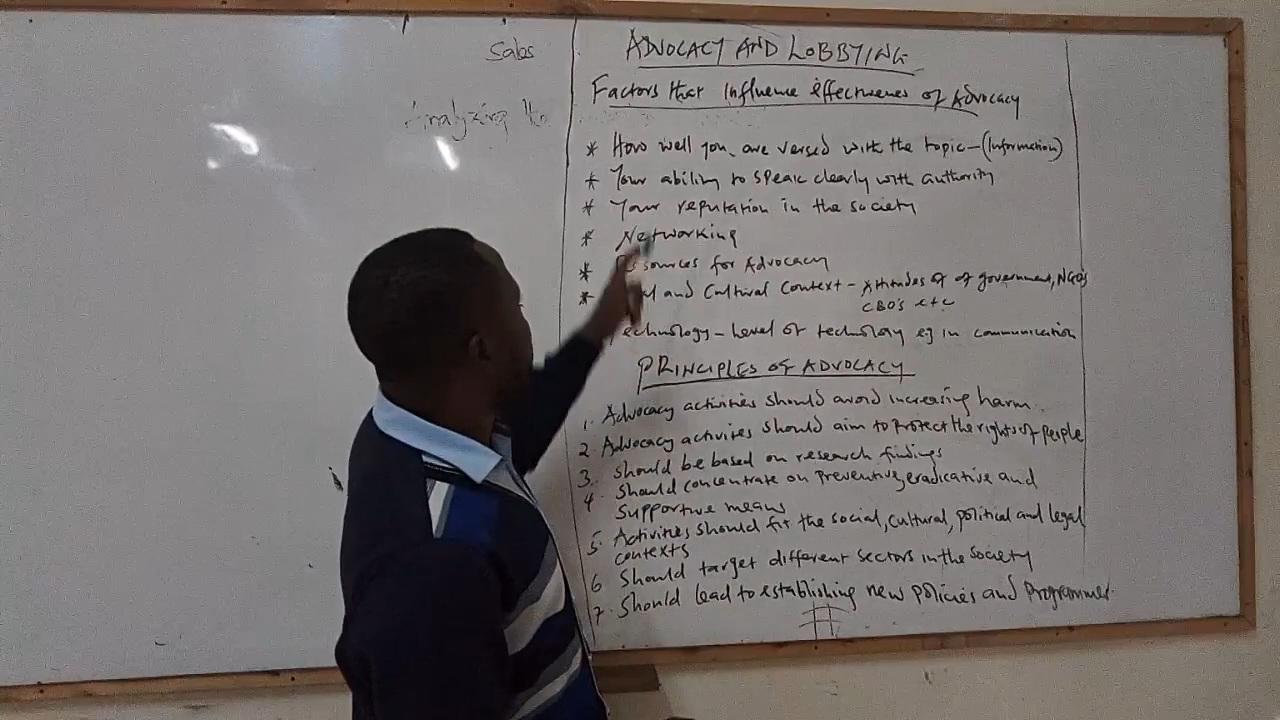 Sabs
Analyzing the
ADVOCACY AND LOBBYING
Factors that Influence effectiveness of Advocacy
* How well you are versed with the topic - (Information)
* Your ability to speak clearly with authority
* Your reputation in the society
* Networking
* Resources for Advocacy
* and Cultural Context - Attitudes of of government, NGOs
CBO's etc
Technology - Level of technology eg in communication
PRINCIPLES OF ADVOCACY
1. Advocacy activities should avoid increasing harm.
2 Advocacy activites should aim to protect the rights of people
3. Should be based on research findings
4. Should concentrate on preventive, eradicative and
supportive means
5. Activities should fit the social, cultural, political and legal
contexts
6 Should target different sectors in the society
7. Should lead to establishing new policies and Programmes.